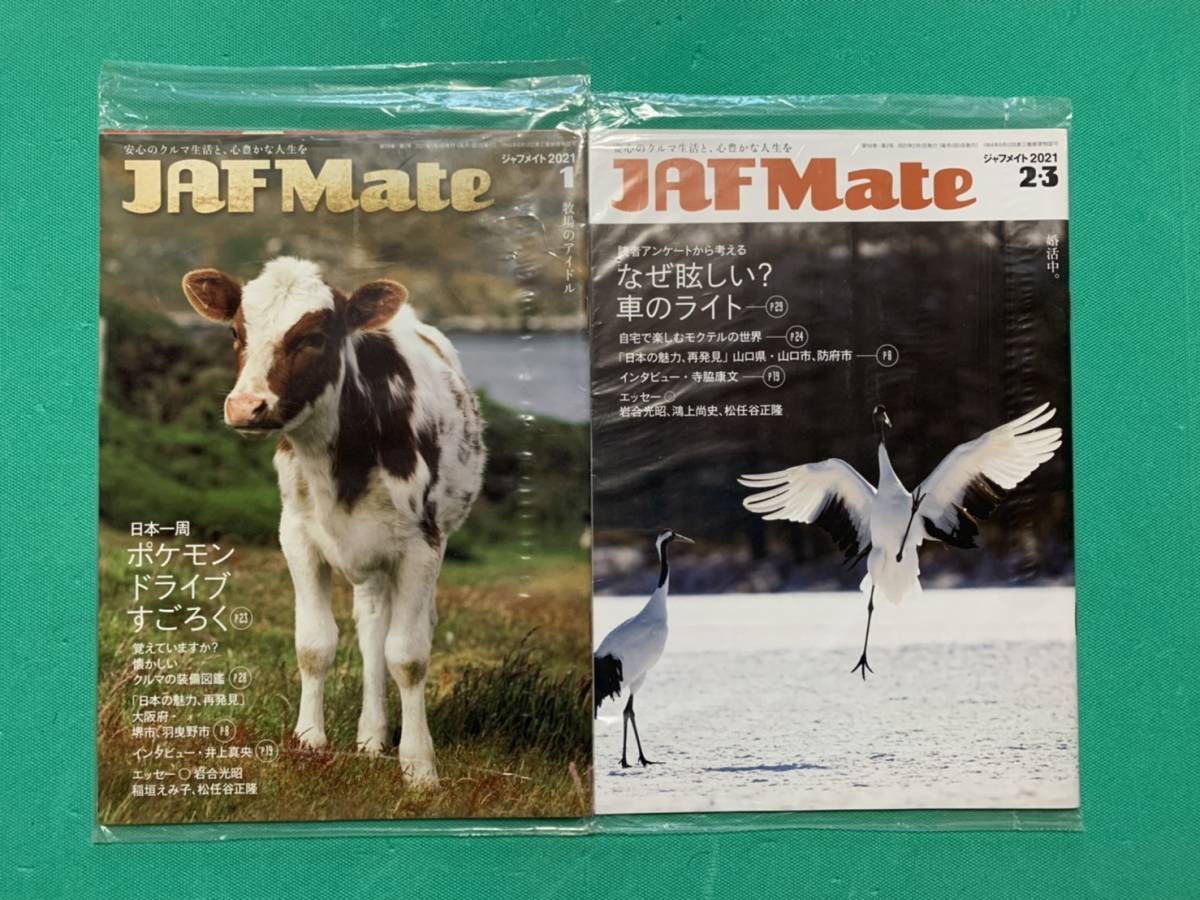 安心のクルマ生活と、心豊かな人生を
JAF Mate
ジャフメイト 2021
1
牧場のアイドル
日本一周
ポケモン
ドライブ
すごろく P23
覚えていますか?
懐かしい
クルマの装備図鑑 P28
「日本の魅力、再発見」
大阪府・
堺市、羽曳野市 P8
インタビュー・井上真央 P19
エッセー○岩合光昭
稲垣えみ子、松任谷正隆
安心のクルマ生活と、心豊かな人生を
JAF Mate
ジャフメイト 2021
2・3
婚活中。
読者アンケートから考える
なぜ眩しい?
車のライト P29
自宅で楽しむモクテルの世界 P24
「日本の魅力、再発見」山口県・山口市、防府市 P8
インタビュー・寺脇康文 P19
エッセー○
岩合光昭、鴻上尚史、松任谷正隆